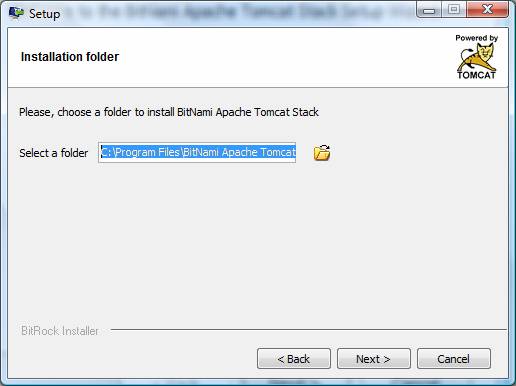 Setup
Installation folder
Powered by
TOMCAT
Please, choose a folder to install BitNami Apache Tomcat Stack
Select a folder
C:\Program Files\BitNami Apache Tomcat
BitRock Installer
< Back
Next >
Cancel